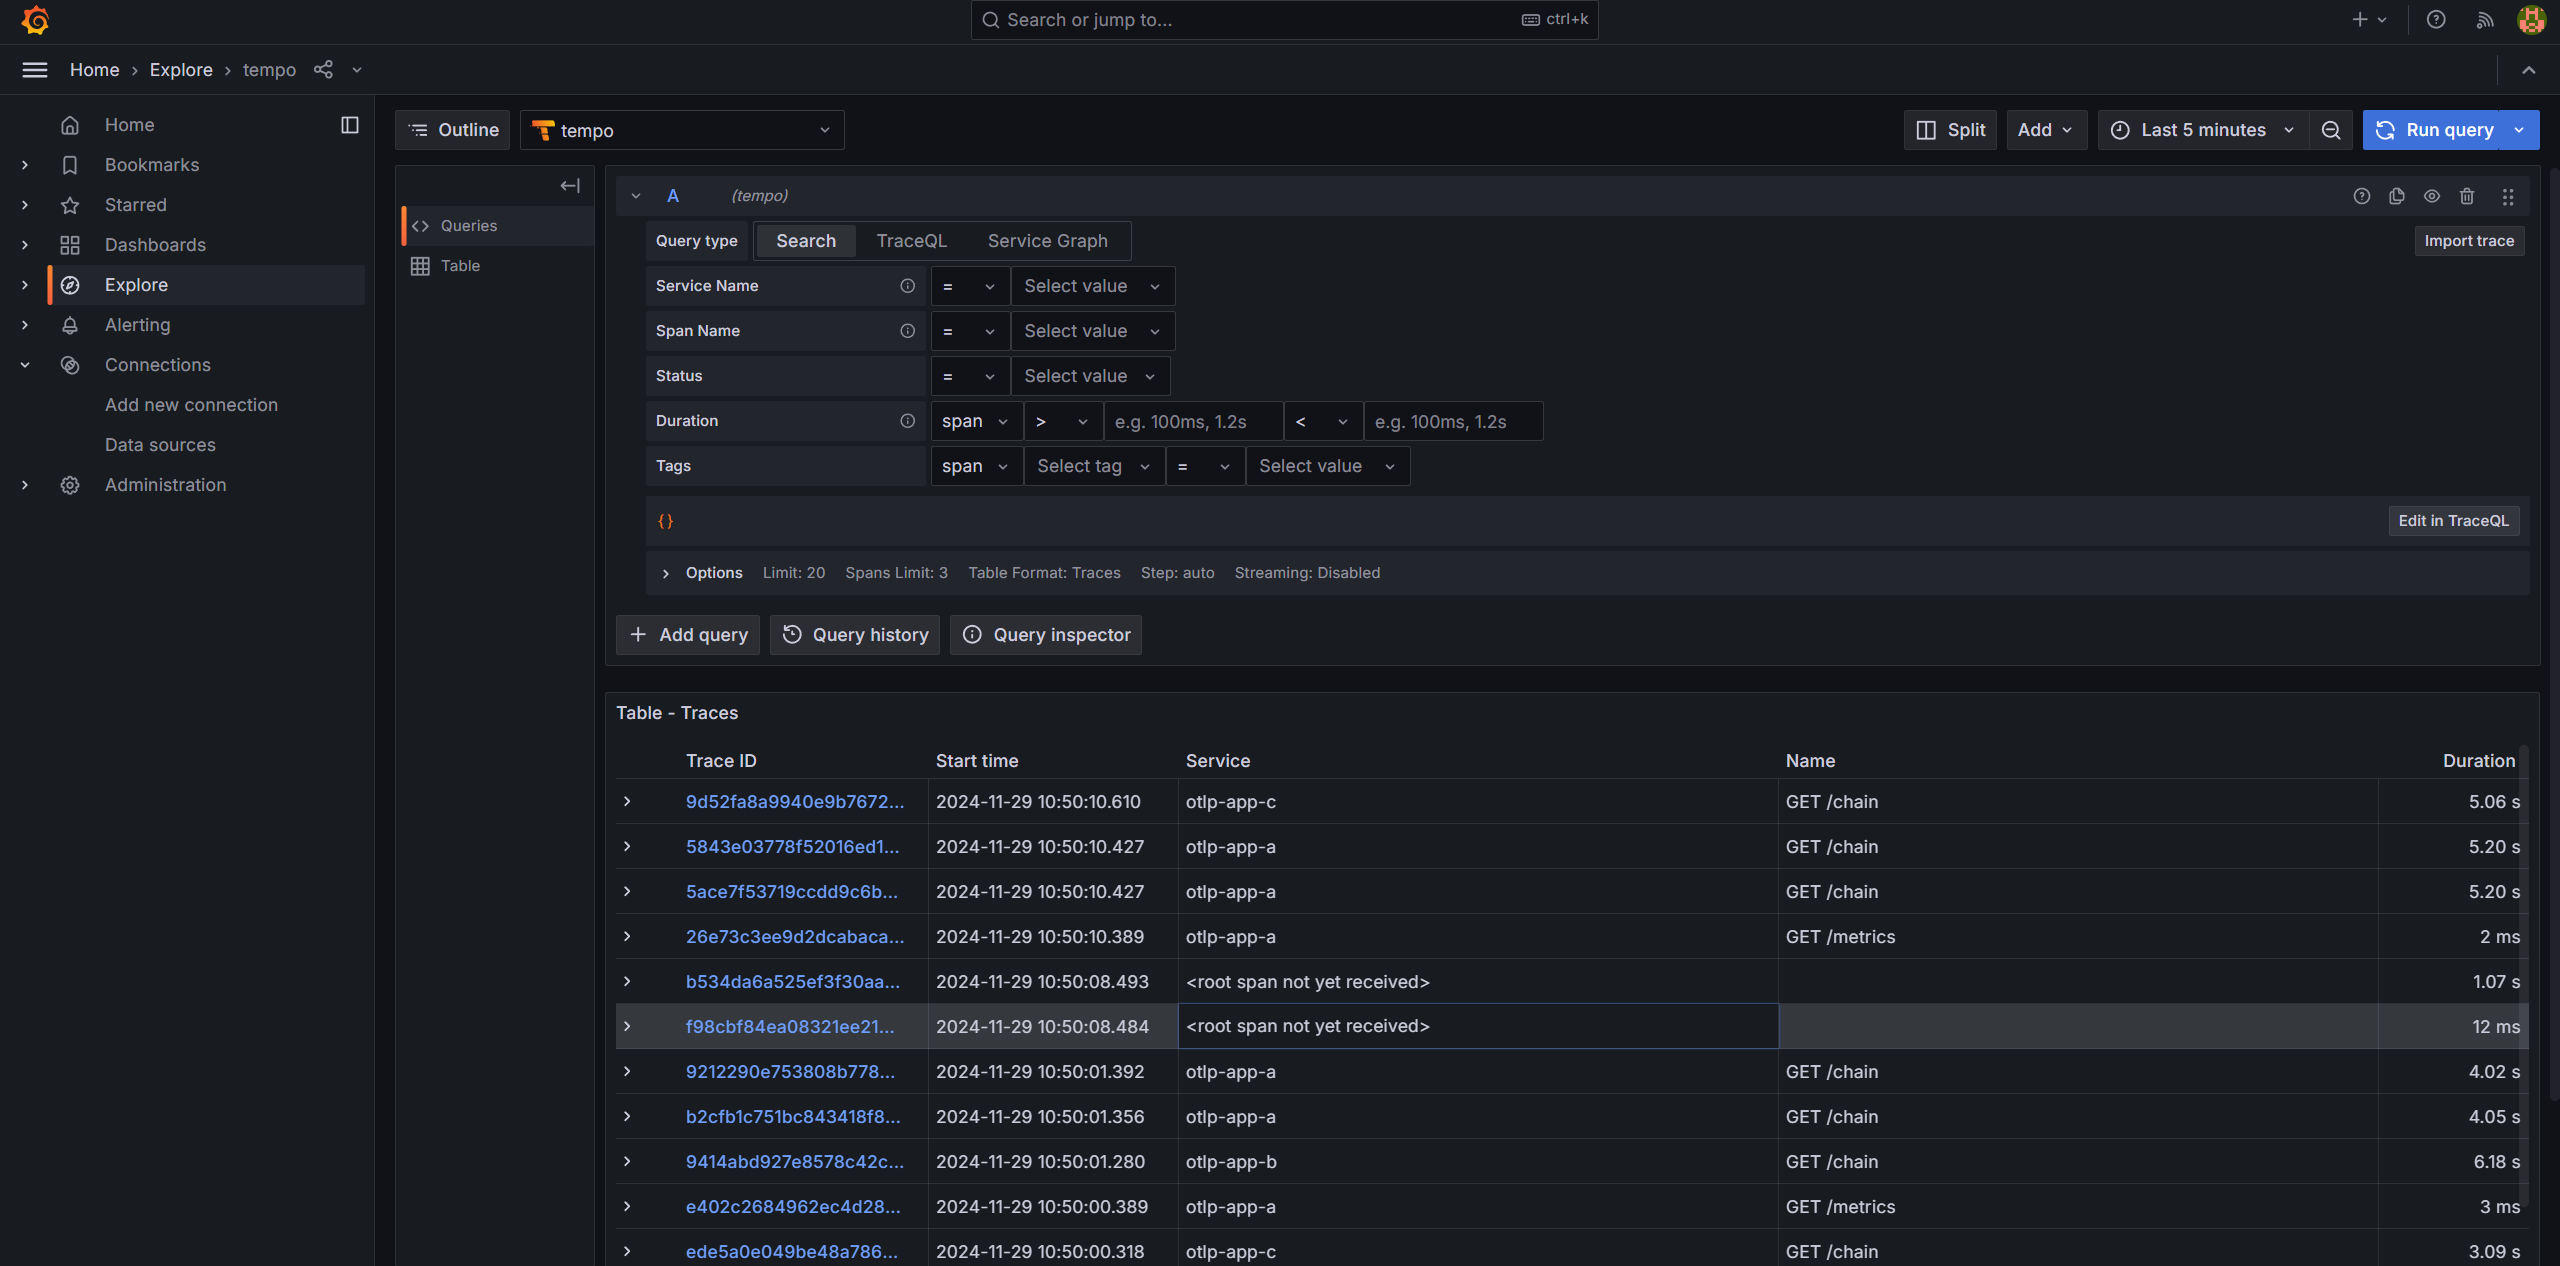 Search or jump to... ctrl+k
Home › Explore › tempo
Home
Bookmarks
Starred
Dashboards
Explore
Alerting
Connections
Add new connection
Data sources
Administration
Outline tempo Split Add Last 5 minutes Run query
Queries
Table
A (tempo)
Query type Search TraceQL Service Graph Import trace
Service Name = Select value
Span Name = Select value
Status = Select value
Duration span > e.g. 100ms, 1.2s < e.g. 100ms, 1.2s
Tags span Select tag = Select value
{} Edit in TraceQL
Options Limit: 20 Spans Limit: 3 Table Format: Traces Step: auto Streaming: Disabled
Add query Query history Query inspector
Table - Traces
Trace ID Start time Service Name Duration
9d52fa8a9940e9b7672... 2024-11-29 10:50:10.610 otlp-app-c GET /chain 5.06 s
5843e03778f52016ed1... 2024-11-29 10:50:10.427 otlp-app-a GET /chain 5.20 s
5ace7f53719ccdd9c6b... 2024-11-29 10:50:10.427 otlp-app-a GET /chain 5.20 s
26e73c3ee9d2dcabaca... 2024-11-29 10:50:10.389 otlp-app-a GET /metrics 2 ms
b534da6a525ef3f30aa... 2024-11-29 10:50:08.493 <root span not yet received> 1.07 s
f98cbf84ea08321ee21... 2024-11-29 10:50:08.484 <root span not yet received> 12 ms
9212290e753808b778... 2024-11-29 10:50:01.392 otlp-app-a GET /chain 4.02 s
b2cfb1c751bc843418f8... 2024-11-29 10:50:01.356 otlp-app-a GET /chain 4.05 s
9414abd927e8578c42c... 2024-11-29 10:50:01.280 otlp-app-b GET /chain 6.18 s
e402c2684962ec4d28... 2024-11-29 10:50:00.389 otlp-app-a GET /metrics 3 ms
ede5a0e049be48a786... 2024-11-29 10:50:00.318 otlp-app-c GET /chain 3.09 s